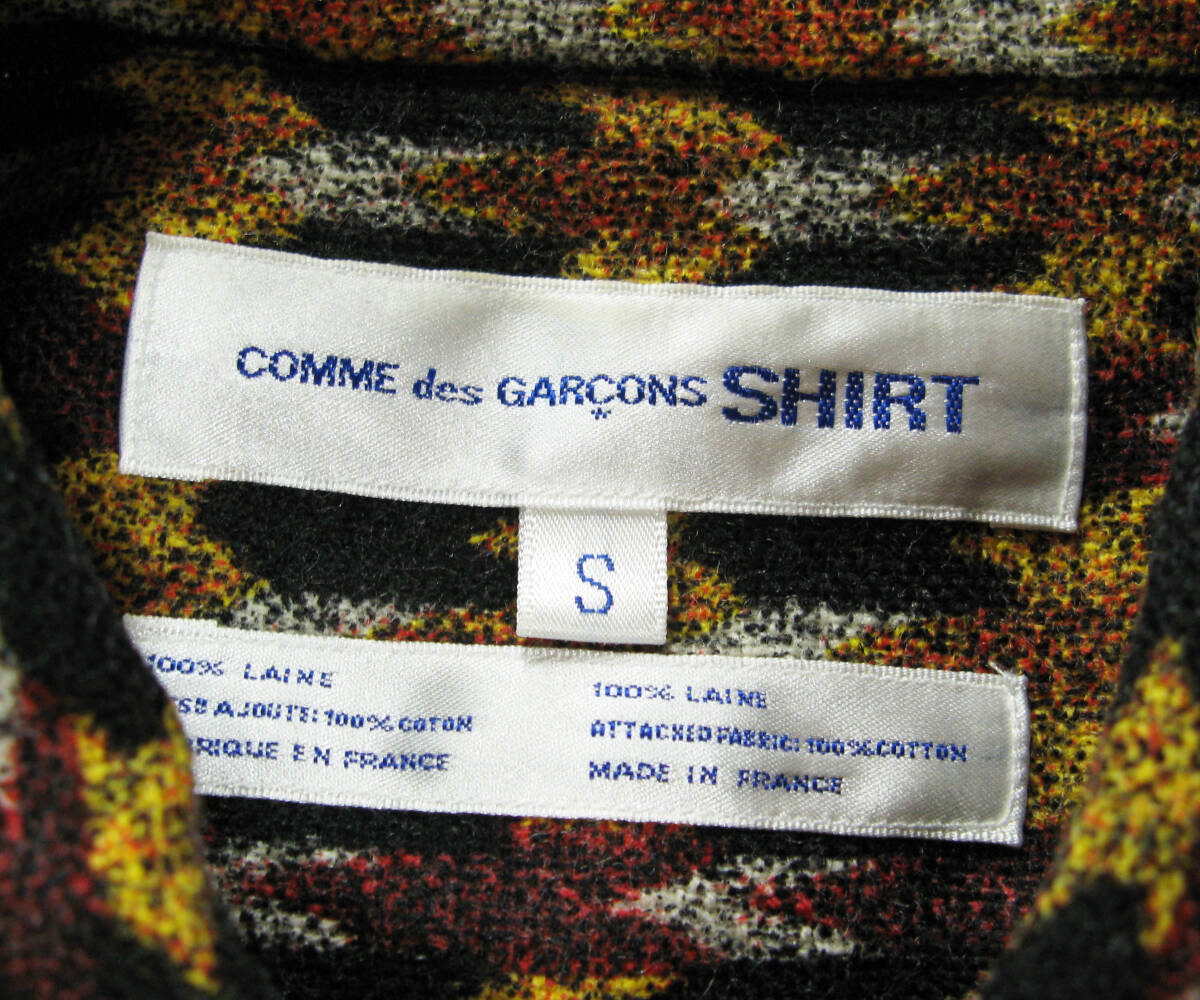 COMME des GARÇONS SHIRT
*
S
100% LAINE
AJOUTE: 100% COTON
EN FRANCE
100% LAINE
ATTACHED FABRIC: 100% COTTON
MADE IN FRANCE